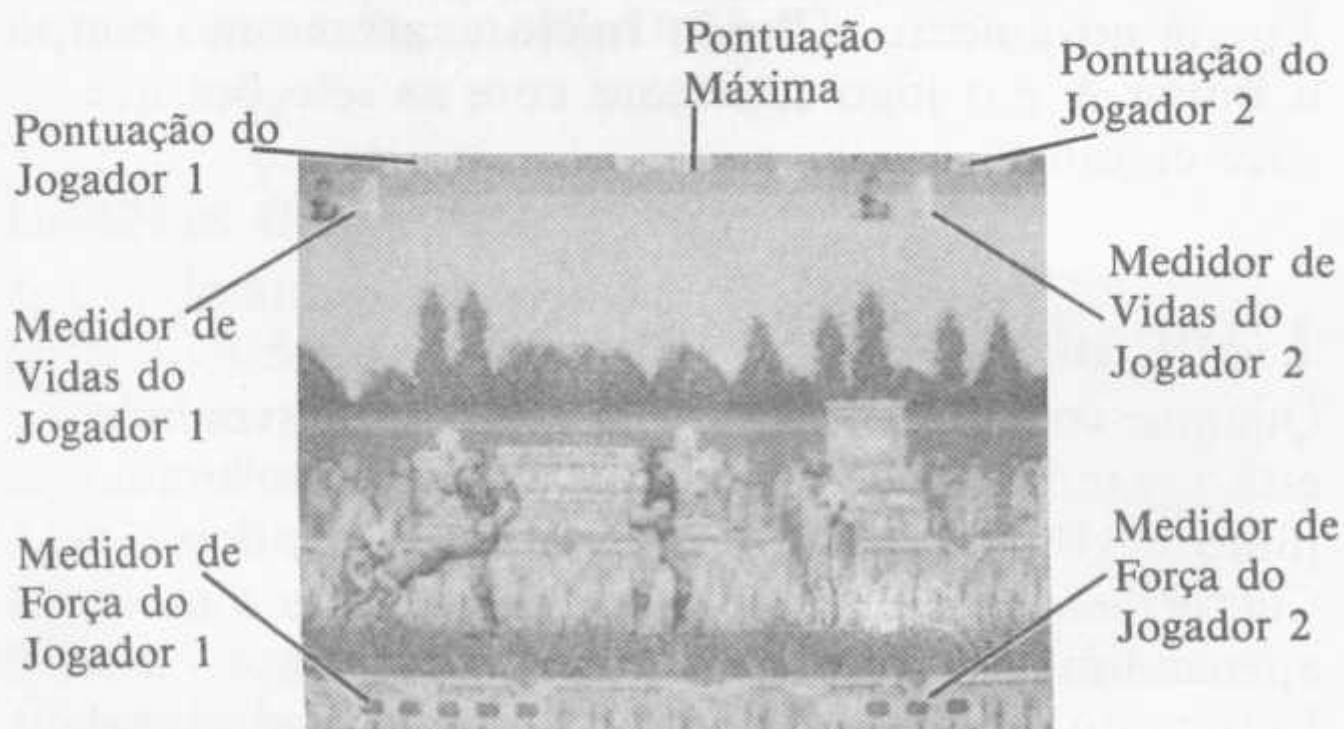 Pontuação
Máxima
Pontuação do
Jogador 2
Pontuação do
Jogador 1
Medidor de
Vidas do
Jogador 1
Medidor de
Vidas do
Jogador 2
Medidor de
Força do
Jogador 1
Medidor de
Força do
Jogador 2